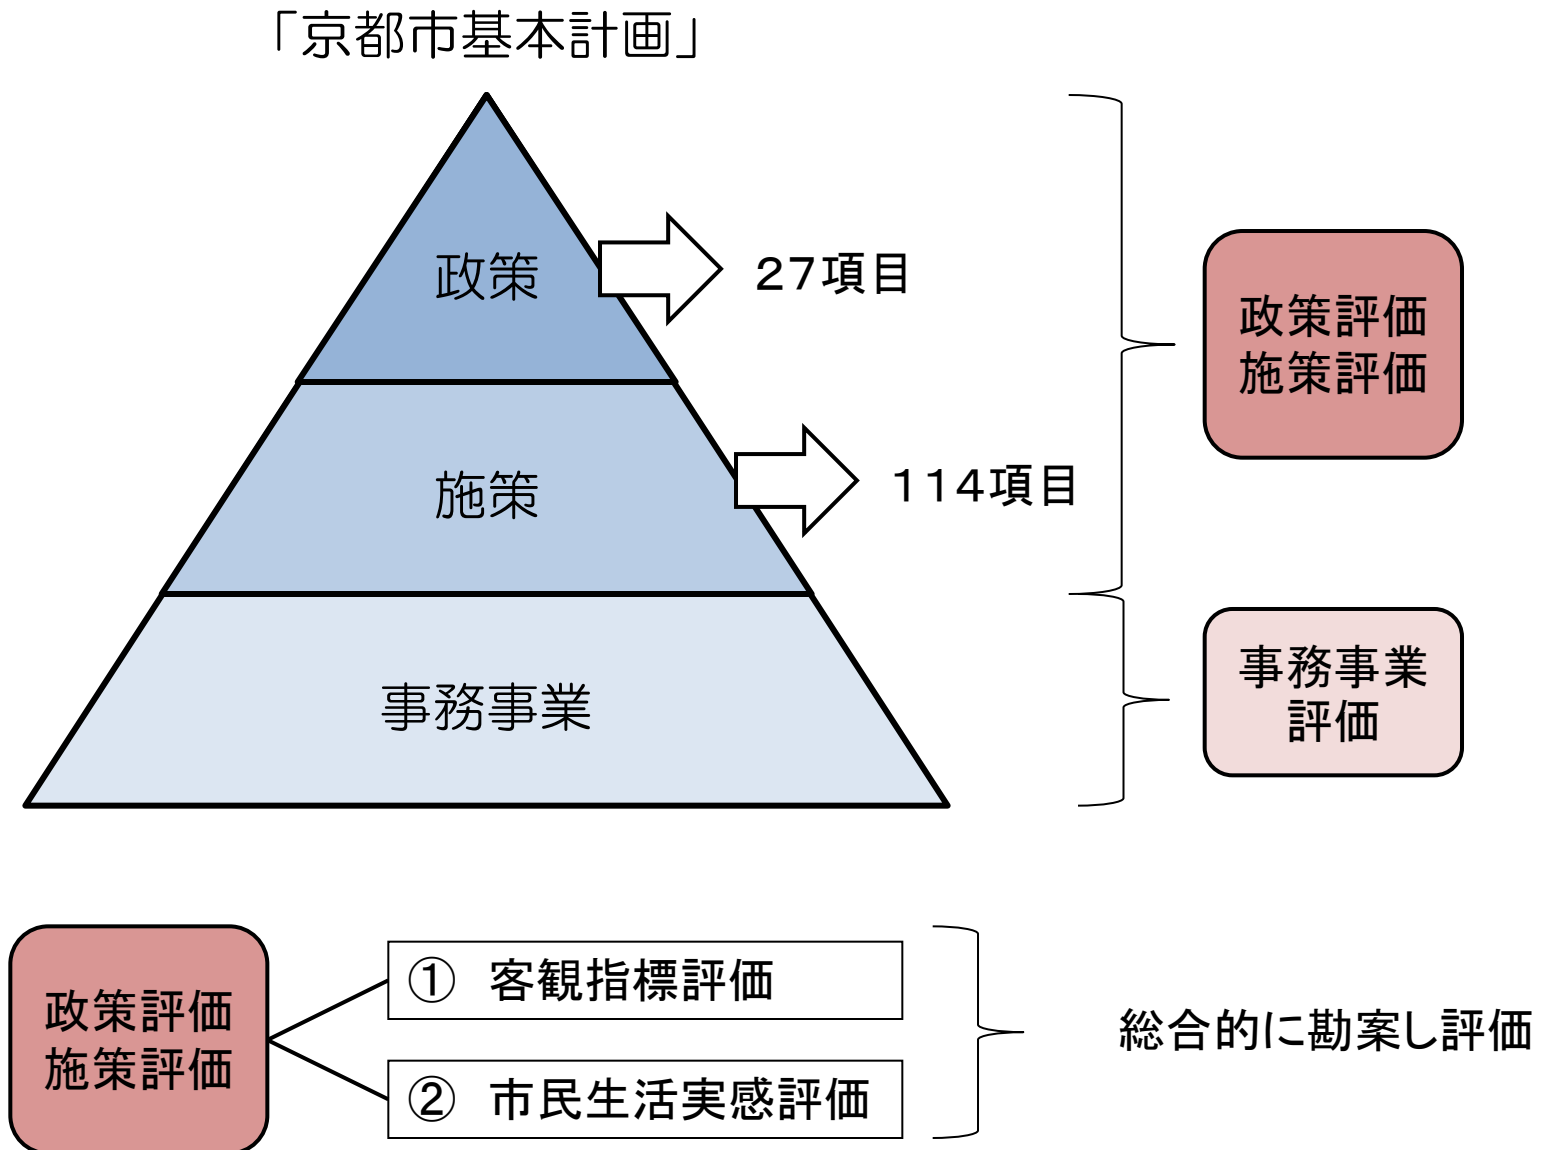 「京都市基本計画」
政策
27項目
政策評価
施策評価
施策
114項目
事務事業
事務事業
評価
政策評価
施策評価
① 客観指標評価
② 市民生活実感評価
総合的に勘案し評価